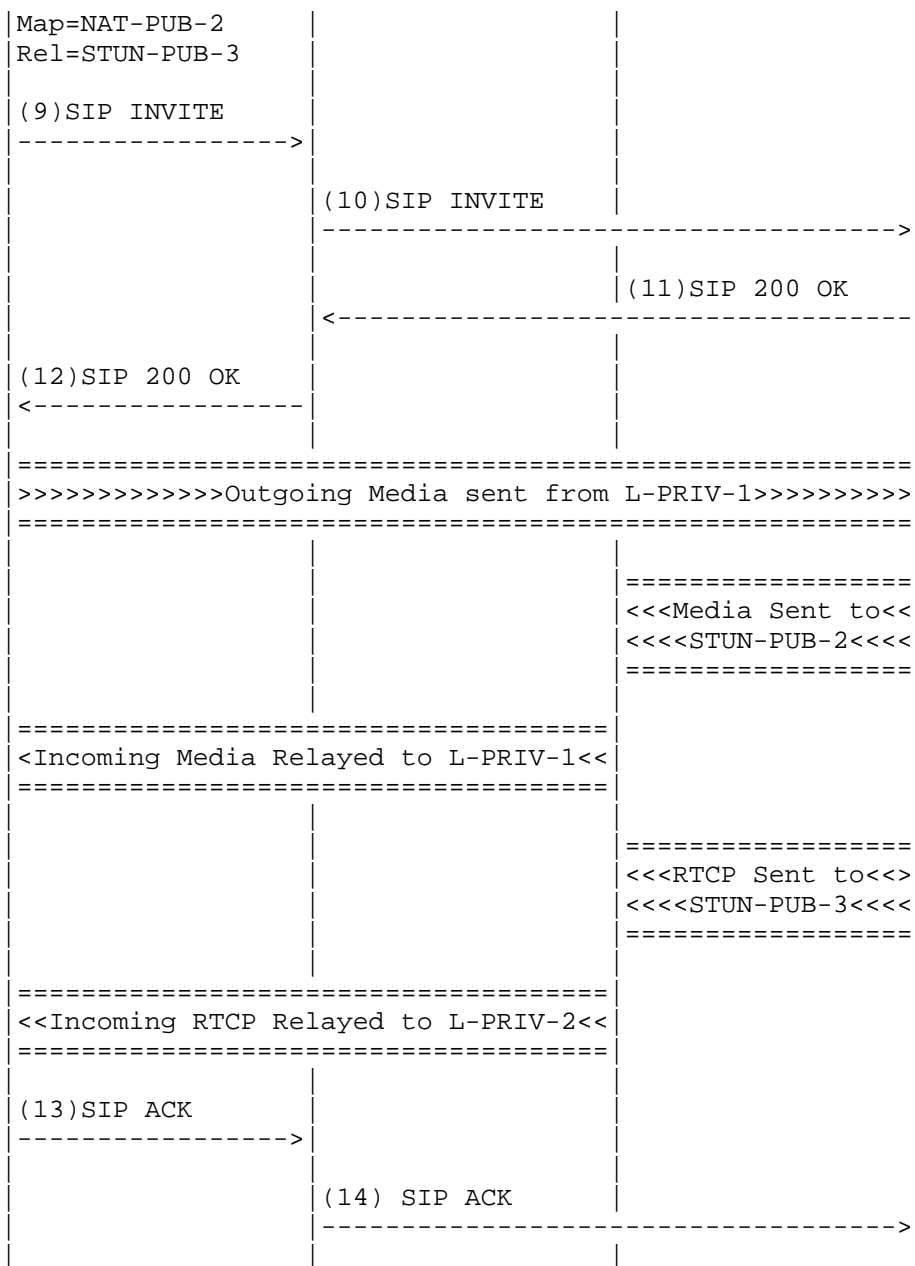 |Map=NAT-PUB-2     |                  |
|Rel=STUN-PUB-3    |                  |
|                  |                  |
|(9)SIP INVITE     |                  |
|----------------->|                  |
|                  |                  |
|                  |(10)SIP INVITE    |
|                  |------------------------------------>
|                  |                  |
|                  |                  |(11)SIP 200 OK
|                  |<------------------------------------
|                  |                  |
|(12)SIP 200 OK    |                  |
|<-----------------|                  |
|                  |                  |
|========================================================
|>>>>>>>>>>>>>Outgoing Media sent from L-PRIV-1>>>>>>>>>>
|========================================================
|                  |                  |
|                  |                  |==================
|                  |                  |<<<Media Sent to<<
|                  |                  |<<<<STUN-PUB-2<<<<
|                  |                  |==================
|                  |                  |
|=====================================|
|<Incoming Media Relayed to L-PRIV-1<<|
|=====================================|
|                  |                  |
|                  |                  |==================
|                  |                  |<<<RTCP Sent to<<>
|                  |                  |<<<<STUN-PUB-3<<<<
|                  |                  |==================
|                  |                  |
|=====================================|
|<<Incoming RTCP Relayed to L-PRIV-2<<|
|=====================================|
|                  |                  |
|(13)SIP ACK       |                  |
|----------------->|                  |
|                  |                  |
|                  |(14) SIP ACK      |
|                  |------------------------------------>
|                  |                  |